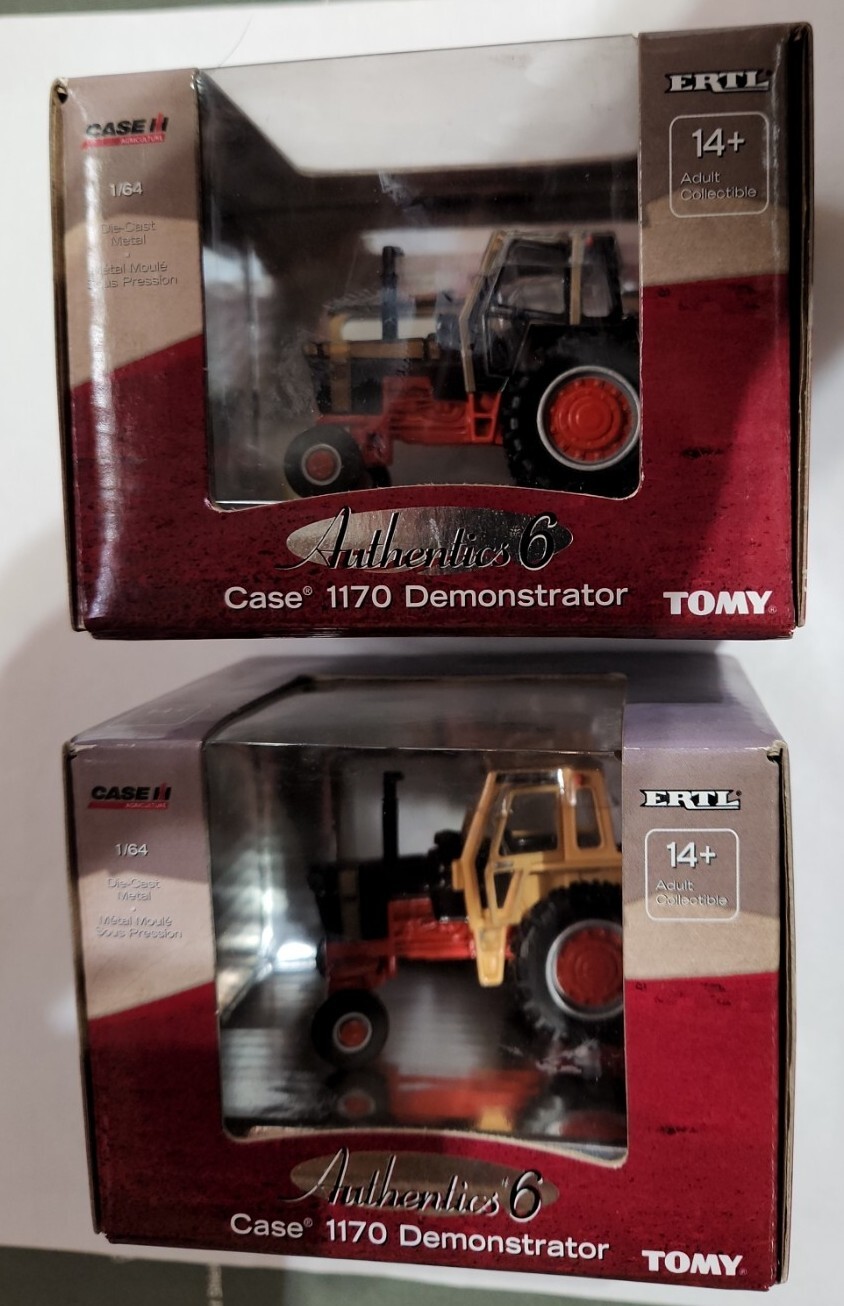 CASE IH
AGRICULTURE
1/64
Die-Cast
Metal
Métal Moulé
Sous Pression
ERTL
14+
Adult
Collectible
Authentics 6
Case® 1170 Demonstrator
TOMY®
CASE IH
AGRICULTURE
1/64
Die-Cast
Metal
Métal Moulé
Sous Pression
ERTL®
14+
Adult
Collectible
Authentics 6
Case® 1170 Demonstrator
TOMY®